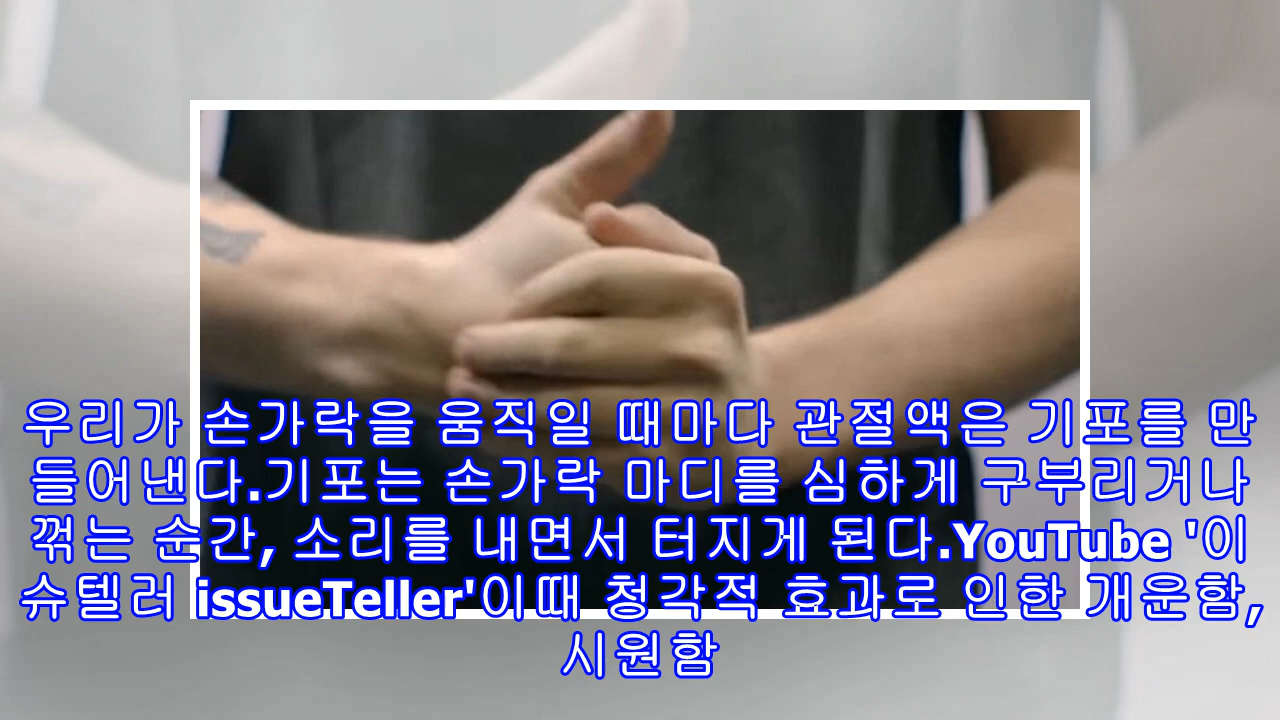 우리가 손가락을 움직일 때마다 관절액은 기포를 만
들어낸다.기포는 손가락 마디를 심하게 구부리거나
꺾는 순간, 소리를 내면서 터지게 된다.YouTube '이
슈텔러 issueTeller'이때 청각적 효과로 인한 개운함,
시원함